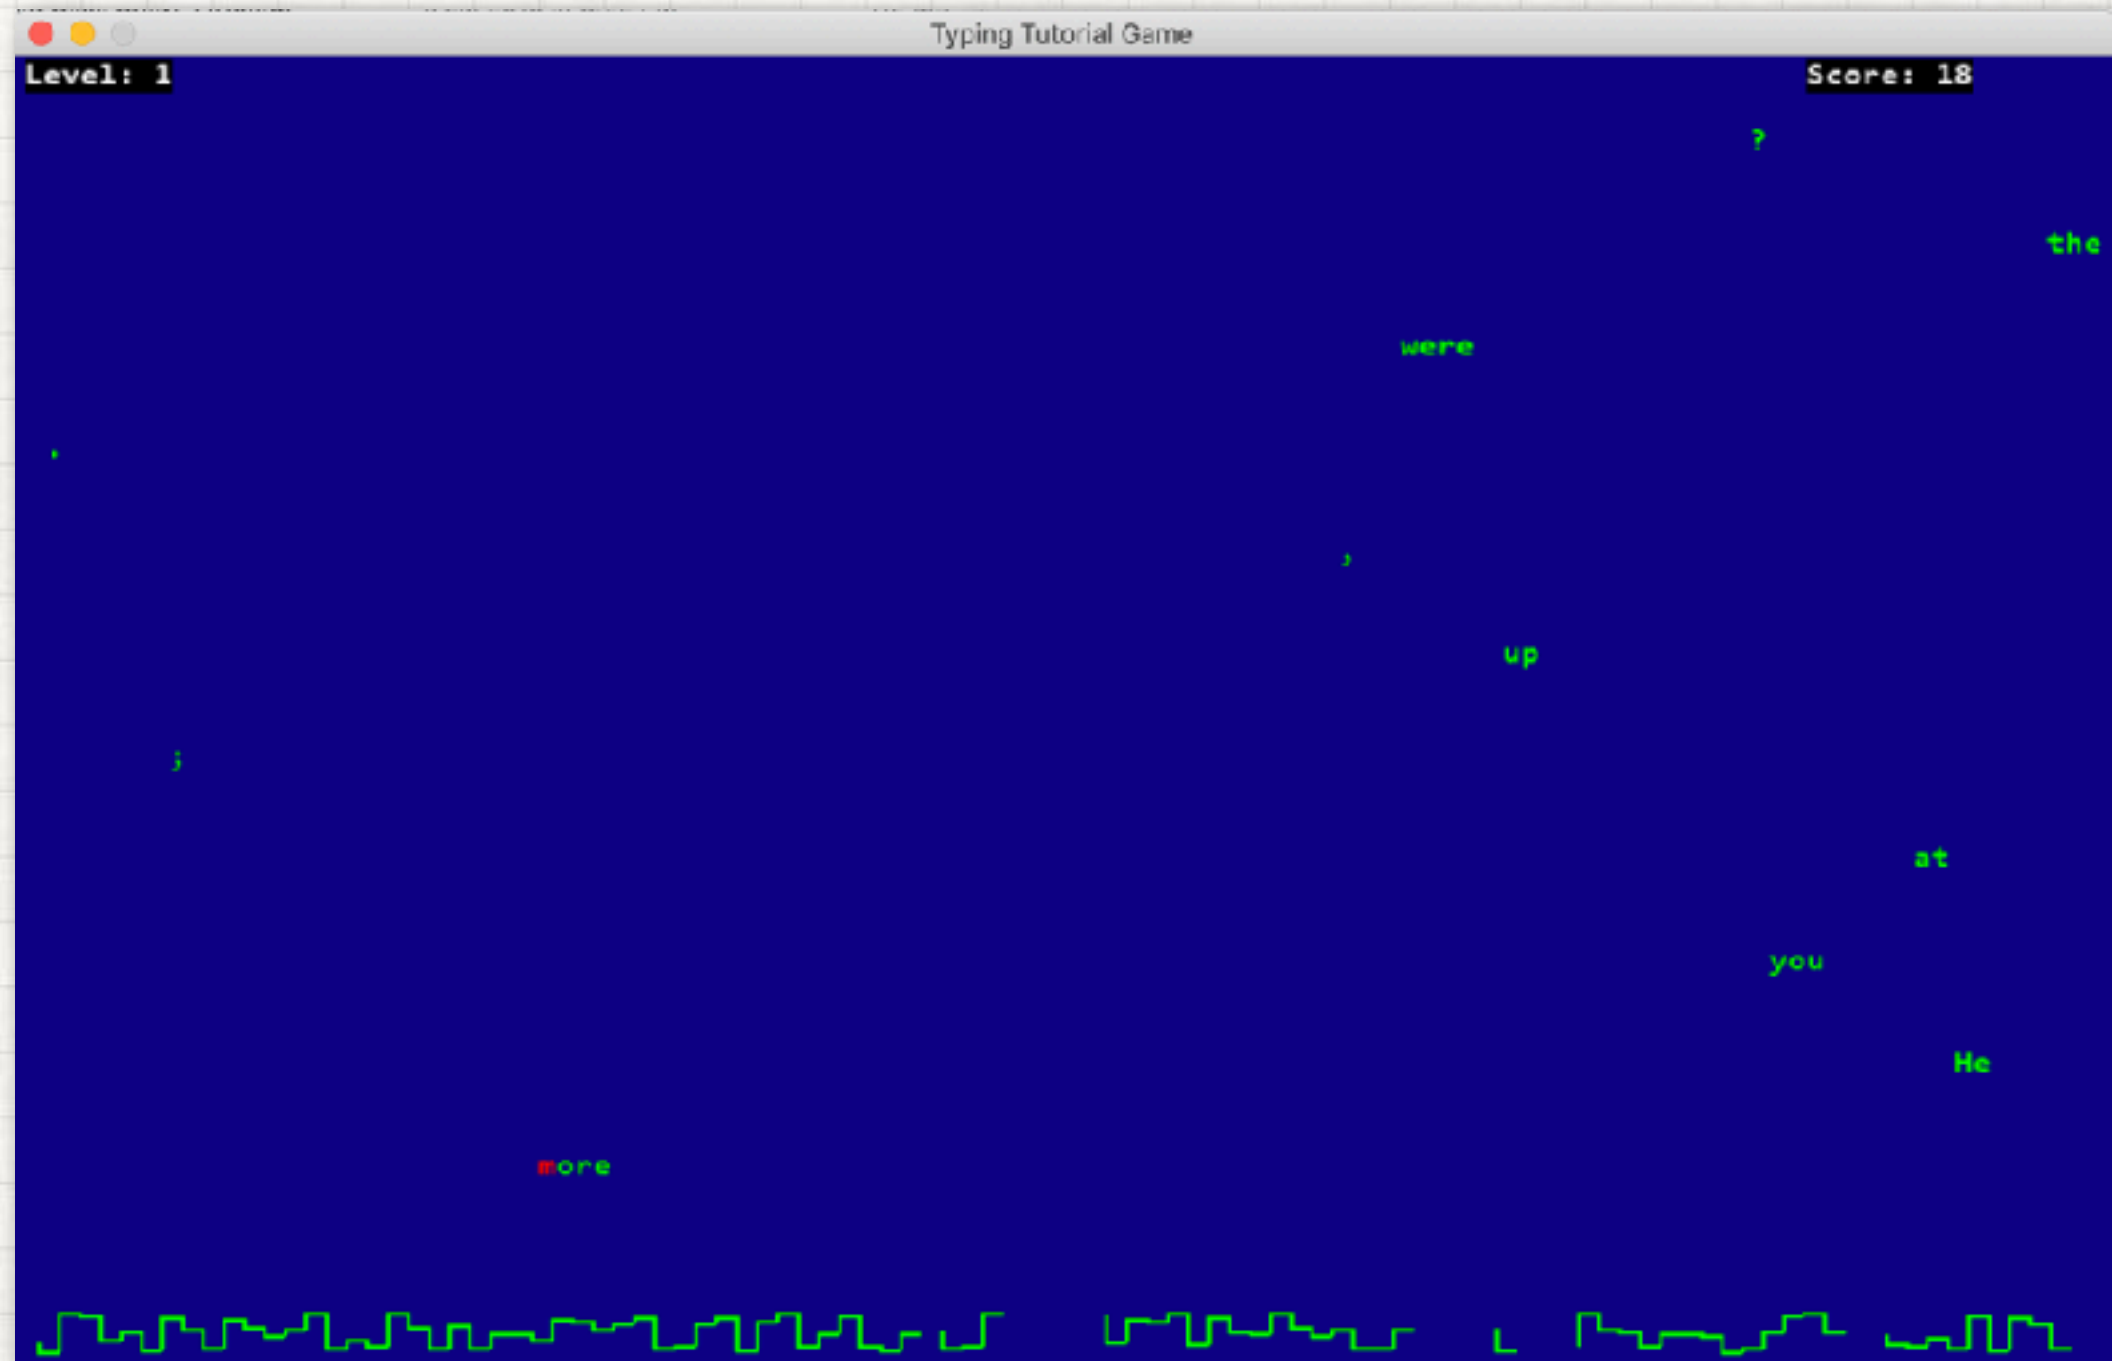 Typing Tutorial Game
Level: 1 Score: 18
?
the
were
,
up
;
at
you
He
more